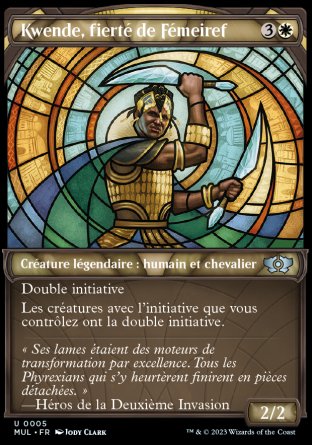 Kwende, fierté de Fémeiref 3
Créature légendaire : humain et chevalier
Double initiative
Les créatures avec l'initiative que vous
contrôlez ont la double initiative.
« Ses lames étaient des moteurs de
transformation par excellence. Tous les
Phyrexians qui s'y heurtèrent finirent en pièces
détachées. »
—Héros de la Deuxième Invasion
2/2
U 0005
MUL • FR Jody Clark
™ & © 2023 Wizards of the Coast